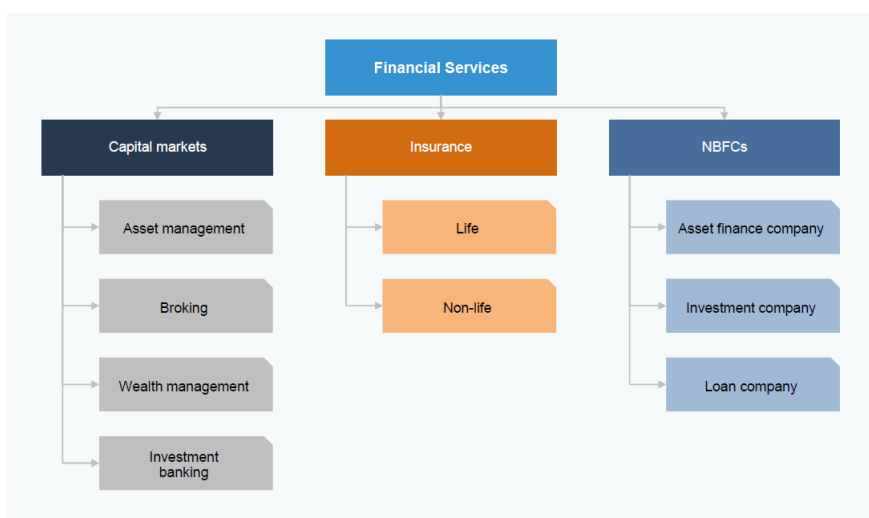 Financial Services
Capital markets
Insurance
NBFCs
Asset management
Life
Asset finance company
Broking
Non-life
Investment company
Wealth management
Loan company
Investment
banking